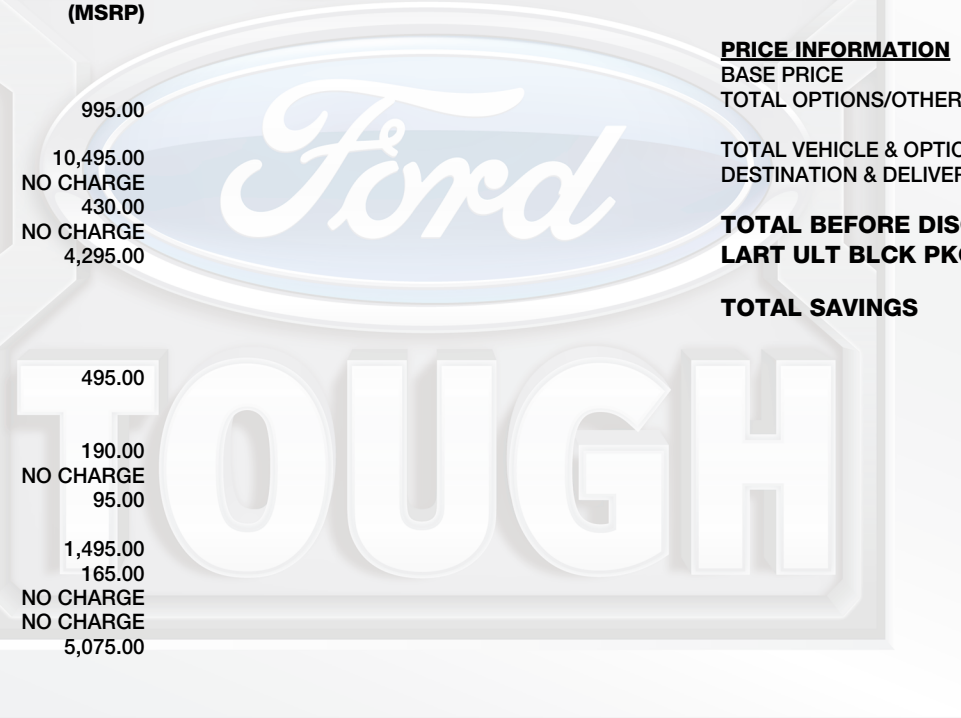 (MSRP)
995.00
10,495.00
NO CHARGE
430.00
NO CHARGE
4,295.00
495.00
190.00
NO CHARGE
95.00
1,495.00
165.00
NO CHARGE
NO CHARGE
5,075.00
PRICE INFORMATION
BASE PRICE
TOTAL OPTIONS/OTHER
TOTAL VEHICLE & OPTIO
DESTINATION & DELIVER
TOTAL BEFORE DIS
LART ULT BLCK PK
TOTAL SAVINGS
Ford
TOUGH